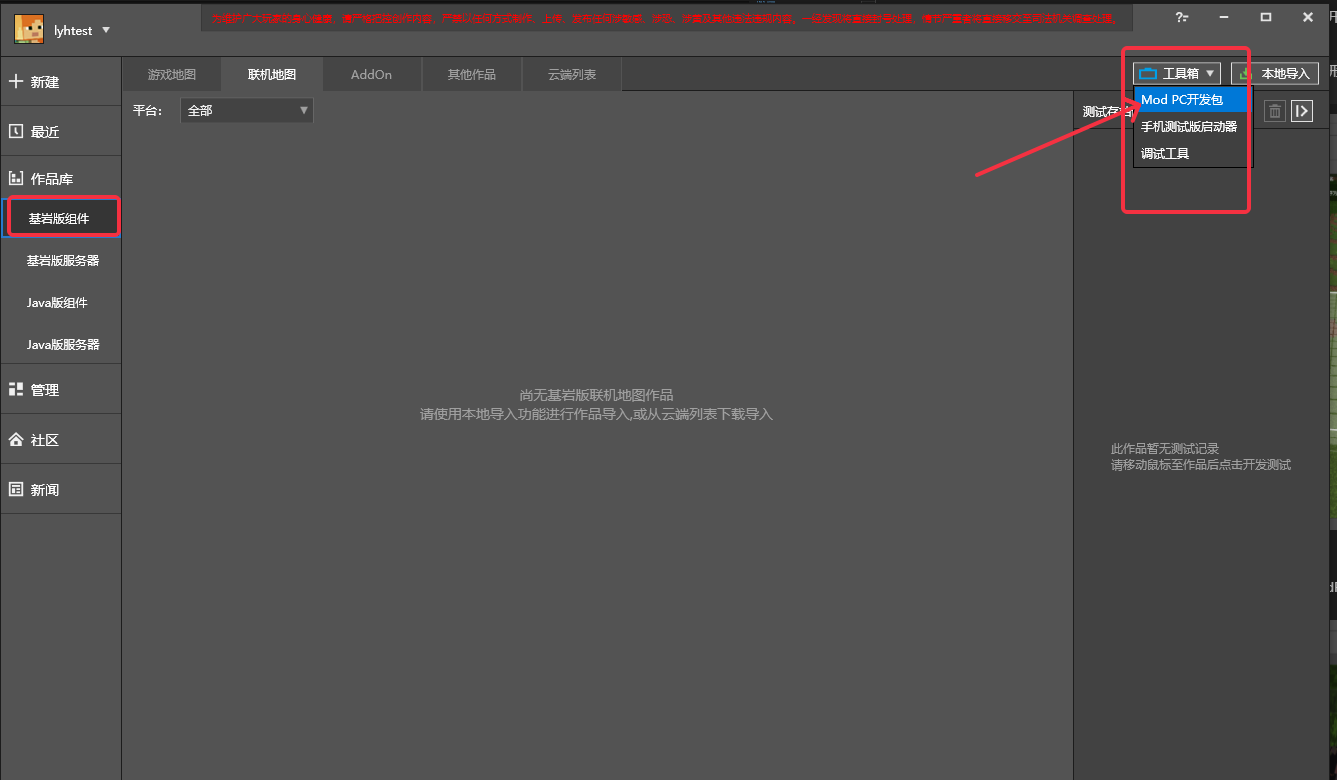 lyhtest
新建
最近
作品库
基岩版组件
基岩版服务器
Java版组件
Java版服务器
管理
社区
新闻
游戏地图
联机地图
AddOn
其他作品
云端列表
平台：
全部
工具箱
本地导入
Mod PC开发包
手机测试版启动器
调试工具
测试存档
尚无基岩版联机地图作品
请使用本地导入功能进行作品导入,或从云端列表下载导入
此作品暂无测试记录
请移动鼠标至作品后点击开发测试